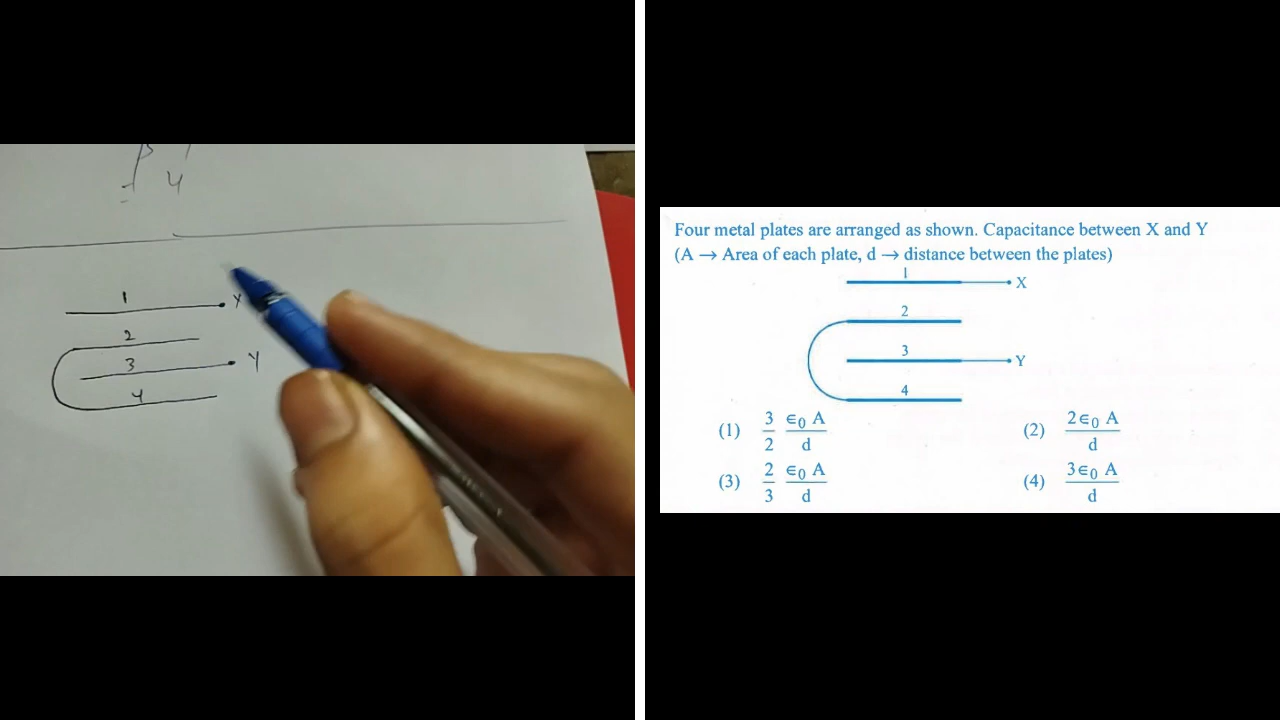 β 1
4
1 Y
2
3 Y
4
Four metal plates are arranged as shown. Capacitance between X and Y
(A → Area of each plate, d → distance between the plates)
1
X
2
3
Y
4
(1) 3/2 ∈₀ A/d (2) 2∈₀ A/d
(3) 2/3 ∈₀ A/d (4) 3∈₀ A/d